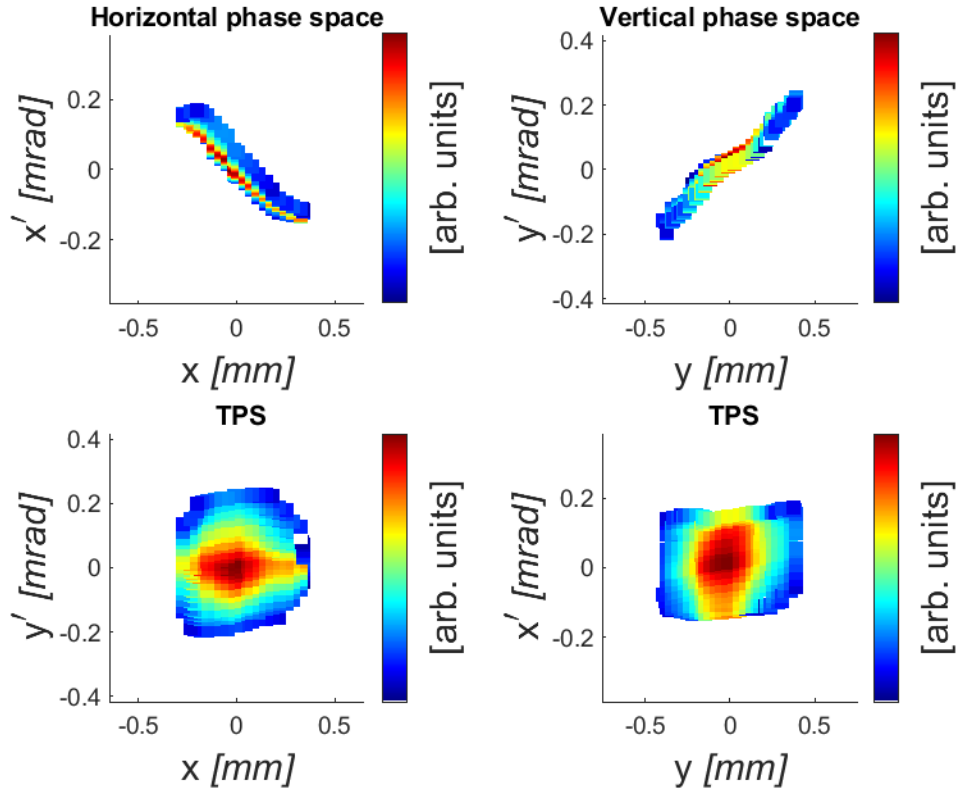 Horizontal phase space
x′ [mrad]
0.2
0
-0.2
-0.5
0
0.5
x [mm]
[arb. units]
Vertical phase space
y′ [mrad]
0.4
0.2
0
-0.2
-0.4
-0.5
0
0.5
y [mm]
[arb. units]
TPS
y′ [mrad]
0.4
0.2
0
-0.2
-0.4
-0.5
0
0.5
x [mm]
[arb. units]
TPS
x′ [mrad]
0.2
0
-0.2
-0.5
0
0.5
y [mm]
[arb. units]